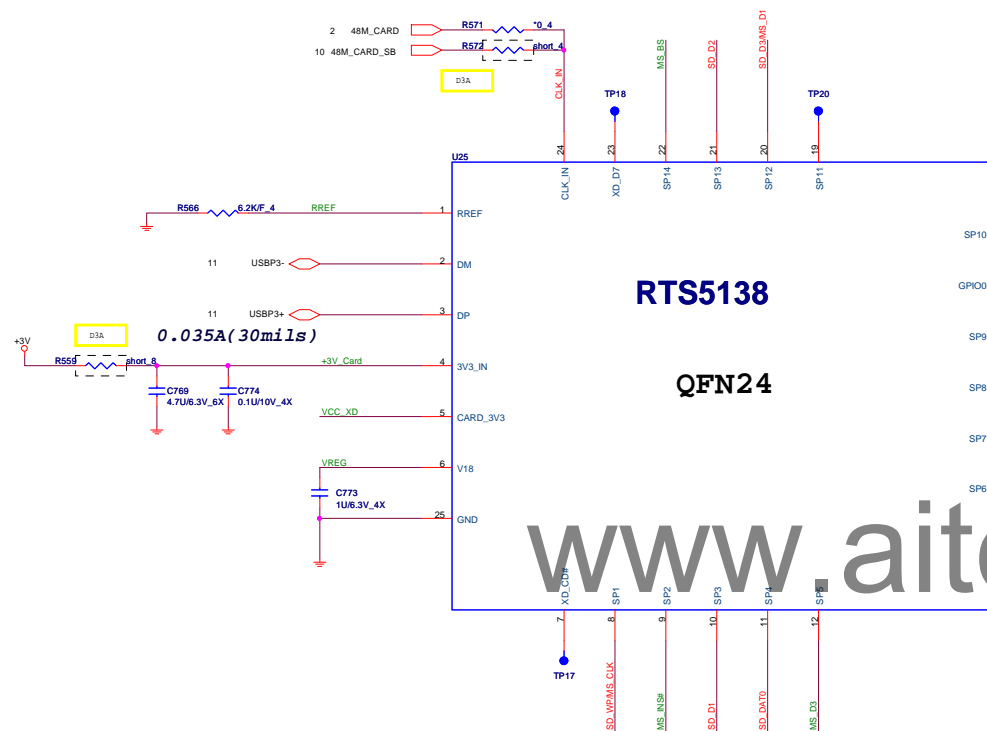 2 48M_CARD R571 *0_4
10 48M_CARD_SB R572 short_4
D3A
CLK_IN
MS_BS
SD_D2
SD_D3/MS_D1
TP18
TP20
24
23
22
21
20
19
U25
CLK_IN
XD_D7
SP14
SP13
SP12
SP11
R566 6.2K/F_4 RREF 1 RREF
SP10
11 USBP3- 2 DM
RTS5138
GPIO0
11 USBP3+ 3 DP
D3A
0.035A(30mils)
+3V
SP9
R559 short_8 +3V_Card 4 3V3_IN
QFN24
SP8
C769
4.7U/6.3V_6X
C774
0.1U/10V_4X
VCC_XD 5 CARD_3V3
SP7
VREG 6 V18
SP6
C773
1U/6.3V_4X
25 GND
www.aite
XD_CD#
SP1
SP2
SP3
SP4
SP5
7
8
9
10
11
12
TP17
SD_WP/MS_CLK
MS_INS#
SD_D1
SD_DAT0
MS_D3